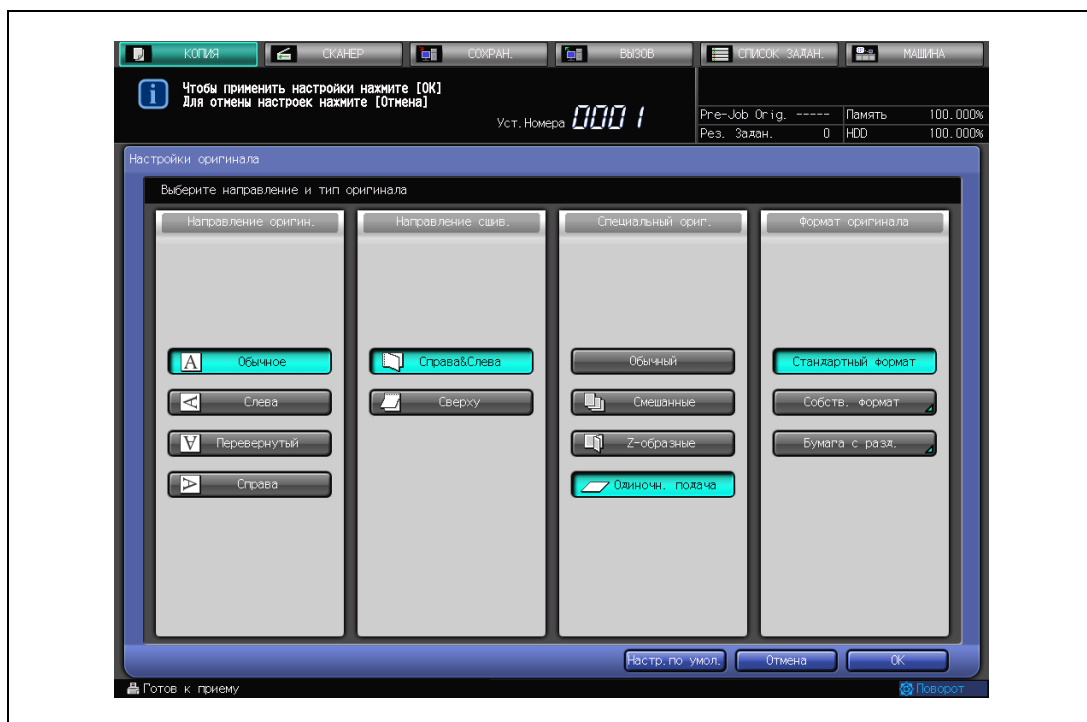 КОПИЯ
СКАНЕР
СОХРАН.
ВЫЗОВ
СПИСОК ЗАДАН.
МАШИНА
Чтобы применить настройки нажмите [OK]
Для отмены настроек нажмите [Отмена]
Уст.Номера 0001
Pre-Job Orig. ----- Память 100.000%
Рез. Задан. 0 HDD 100.000%
Настройки оригинала
Выберите направление и тип оригинала
Направление оригин.
Направление сшив.
Специальный ориг.
Формат оригинала
A Обычное
Справа&Слева
Обычный
Стандартный формат
A Слева
Сверху
Смешанные
Собств. формат
A Перевернутый
Z-образные
Бумага с разд.
A Справа
Одиночн. подача
Настр.по умол.
Отмена
OK
Готов к приему
Поворот